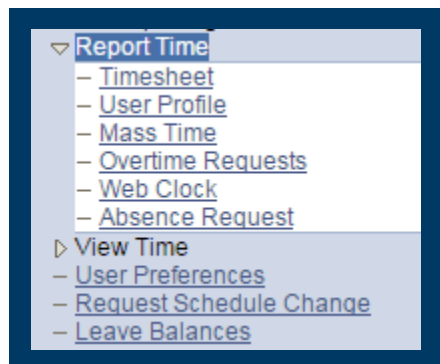 Report Time
– Timesheet
– User Profile
– Mass Time
– Overtime Requests
– Web Clock
– Absence Request
View Time
– User Preferences
– Request Schedule Change
– Leave Balances